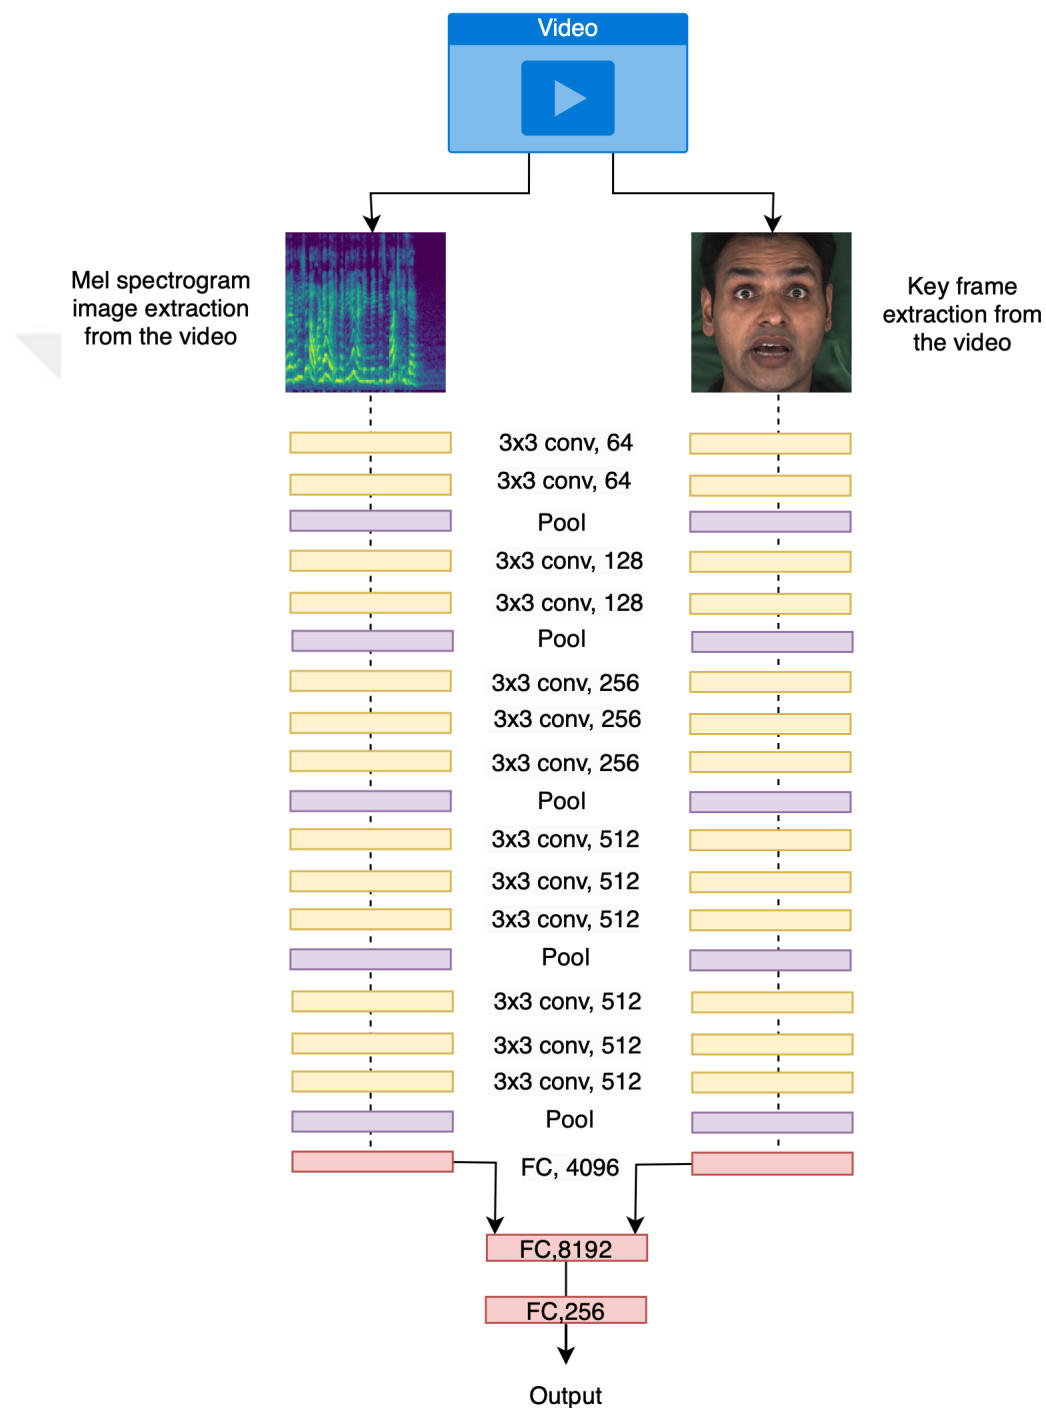 Video
Mel spectrogram
image extraction
from the video
Key frame
extraction from
the video
3x3 conv, 64
3x3 conv, 64
Pool
3x3 conv, 128
3x3 conv, 128
Pool
3x3 conv, 256
3x3 conv, 256
3x3 conv, 256
Pool
3x3 conv, 512
3x3 conv, 512
3x3 conv, 512
Pool
3x3 conv, 512
3x3 conv, 512
3x3 conv, 512
Pool
FC, 4096
FC,8192
FC,256
Output